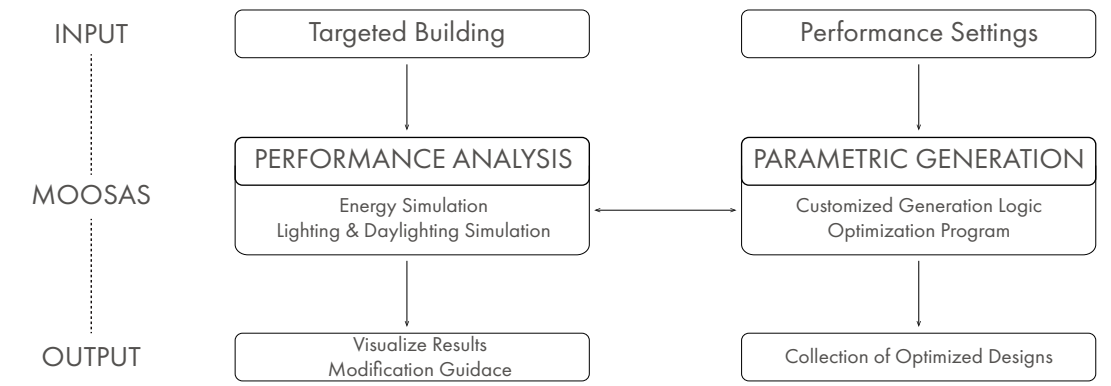 INPUT
Targeted Building
Performance Settings
MOOSAS
PERFORMANCE ANALYSIS
Energy Simulation
Lighting & Daylighting Simulation
PARAMETRIC GENERATION
Customized Generation Logic
Optimization Program
OUTPUT
Visualize Results
Modification Guidace
Collection of Optimized Designs